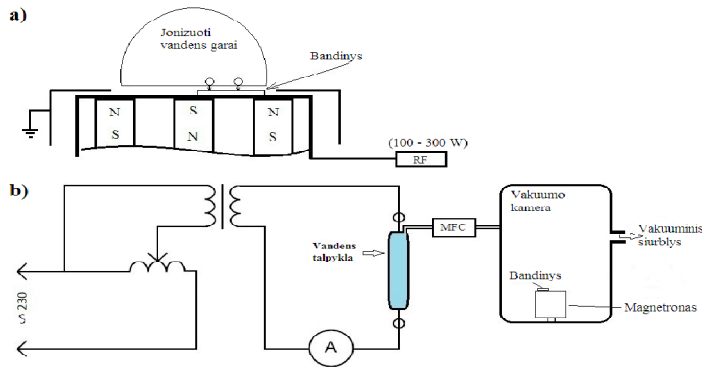 a)
Jonizuoti
vandens garai
Bandinys
N S N
S N S
(100 - 300 W)
RF
b)
Vakuumo
kamera
MFC
Vakuuminis
siurblys
Vandens
talpykla
Bandinys
Magnetronas
230
A